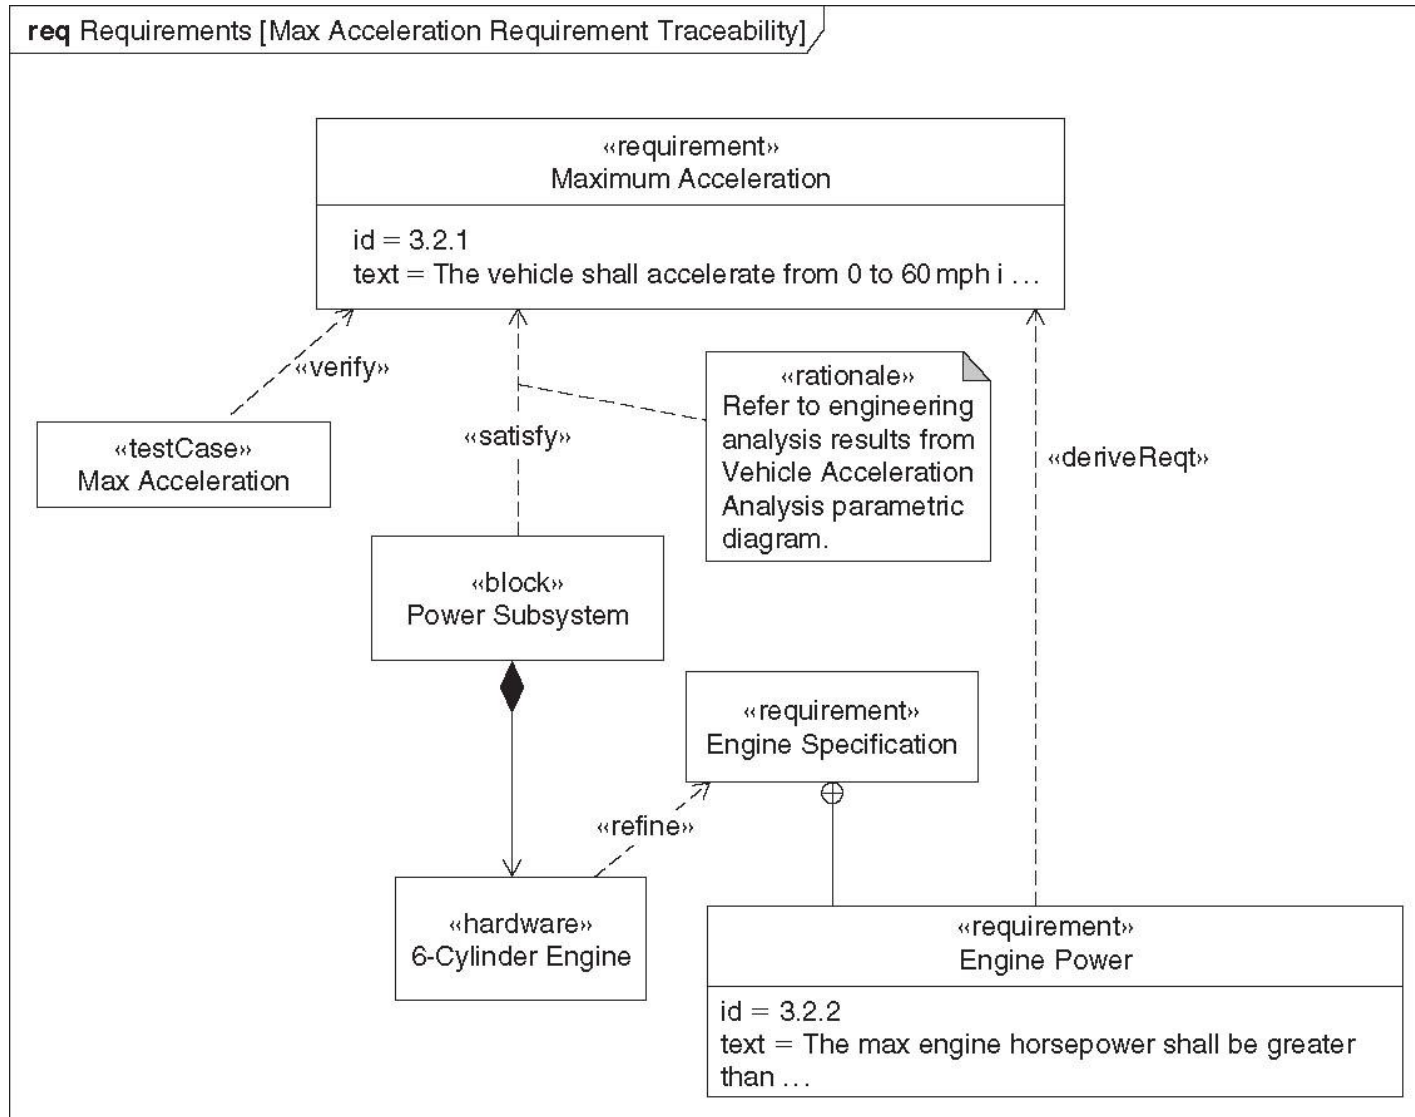 req Requirements [Max Acceleration Requirement Traceability]
«requirement»
Maximum Acceleration
id = 3.2.1
text = The vehicle shall accelerate from 0 to 60 mph i ...
«verify»
«testCase»
Max Acceleration
«satisfy»
«rationale»
Refer to engineering
analysis results from
Vehicle Acceleration
Analysis parametric
diagram.
«deriveReqt»
«block»
Power Subsystem
«requirement»
Engine Specification
«refine»
«hardware»
6-Cylinder Engine
«requirement»
Engine Power
id = 3.2.2
text = The max engine horsepower shall be greater
than ...